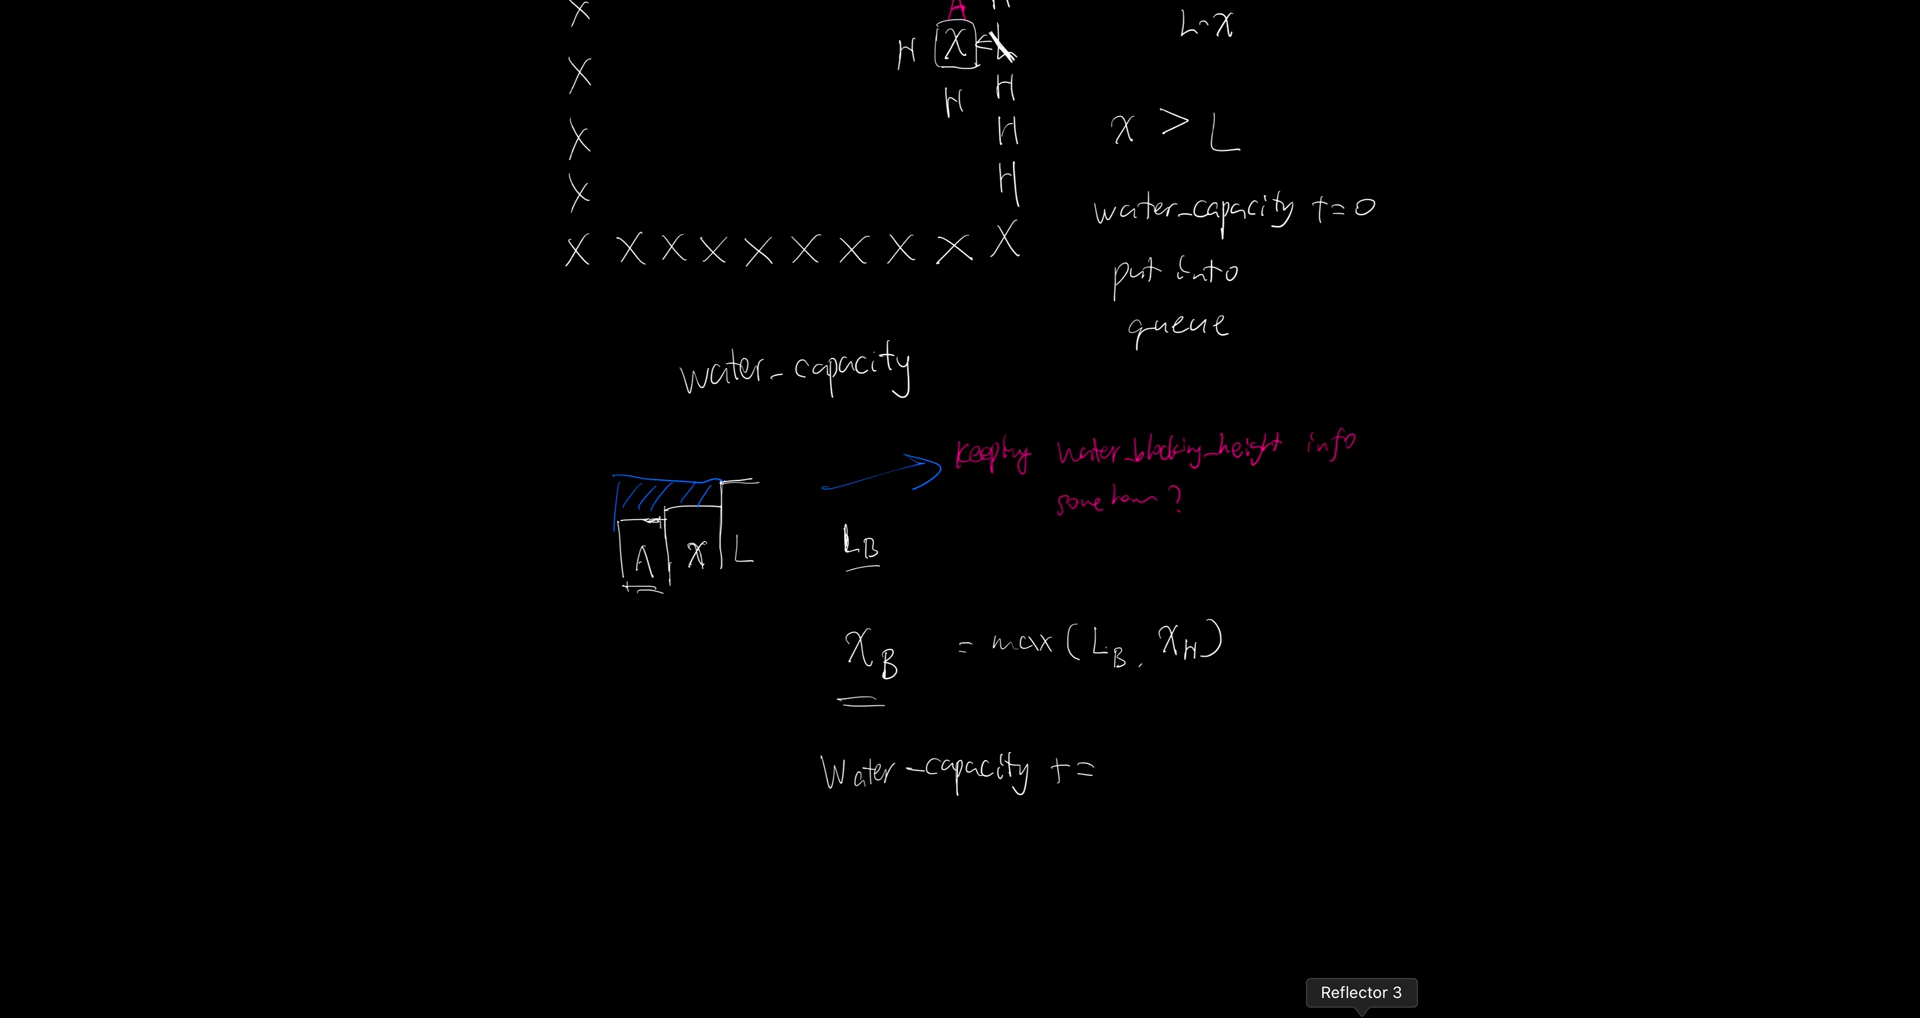 X
A
H
X
H X ← L
L - x
X
H
H
X
H
x > L
X
H
water_capacity += 0
X X X X X X X X X X
put into
queue
water_capacity
keeping water_blocking_height info
somehow?
A X L
L_B
X_B = max(L_B, X_H)
Water_capacity +=
Reflector 3